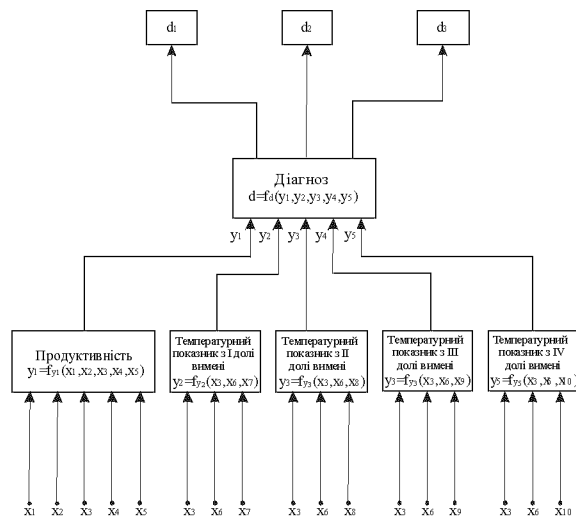 d₁ d₂ d₃
Діагноз
d=fd(y₁,y₂,y₃,y₄,y₅)
y₁ y₂ y₃ y₄ y₅
Продуктивність
y₁=fy₁(x₁,x₂,x₃,x₄,x₅)
Температурний
показник з I долі
вимені
y₂=fy₂(x₃,x₆,x₇)
Температурний
показник з II
долі вимені
y₃=fy₃(x₃,x₆,x₈)
Температурний
показник з III
долі вимені
y₃=fy₃(x₃,x₆,x₉)
Температурний
показник з IV
долі вимені
y₅=fy₅(x₃,x₆,x₁₀)
x₁ x₂ x₃ x₄ x₅ x₃ x₆ x₇ x₃ x₆ x₈ x₃ x₆ x₉ x₃ x₆ x₁₀